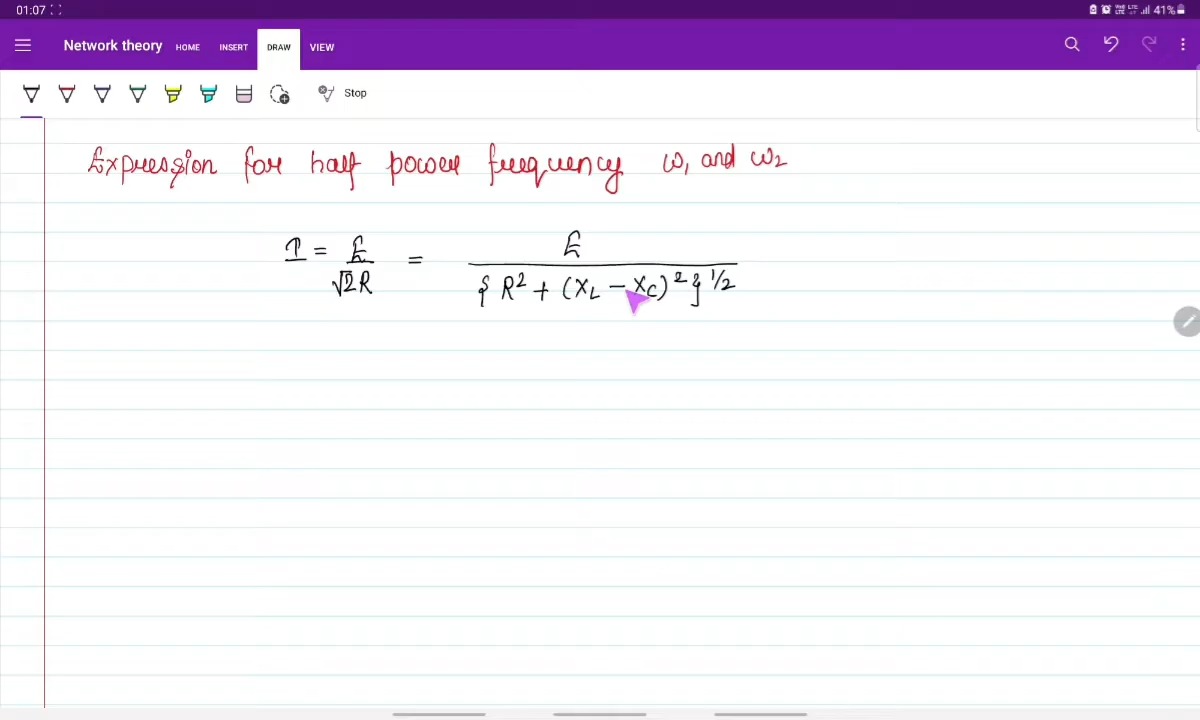 01:07 41%
Network theory HOME INSERT DRAW VIEW
Stop
Expression for half power frequency ω₁ and ω₂
I = E/√2R = E/{R² + (XL – XC)²}^1/2